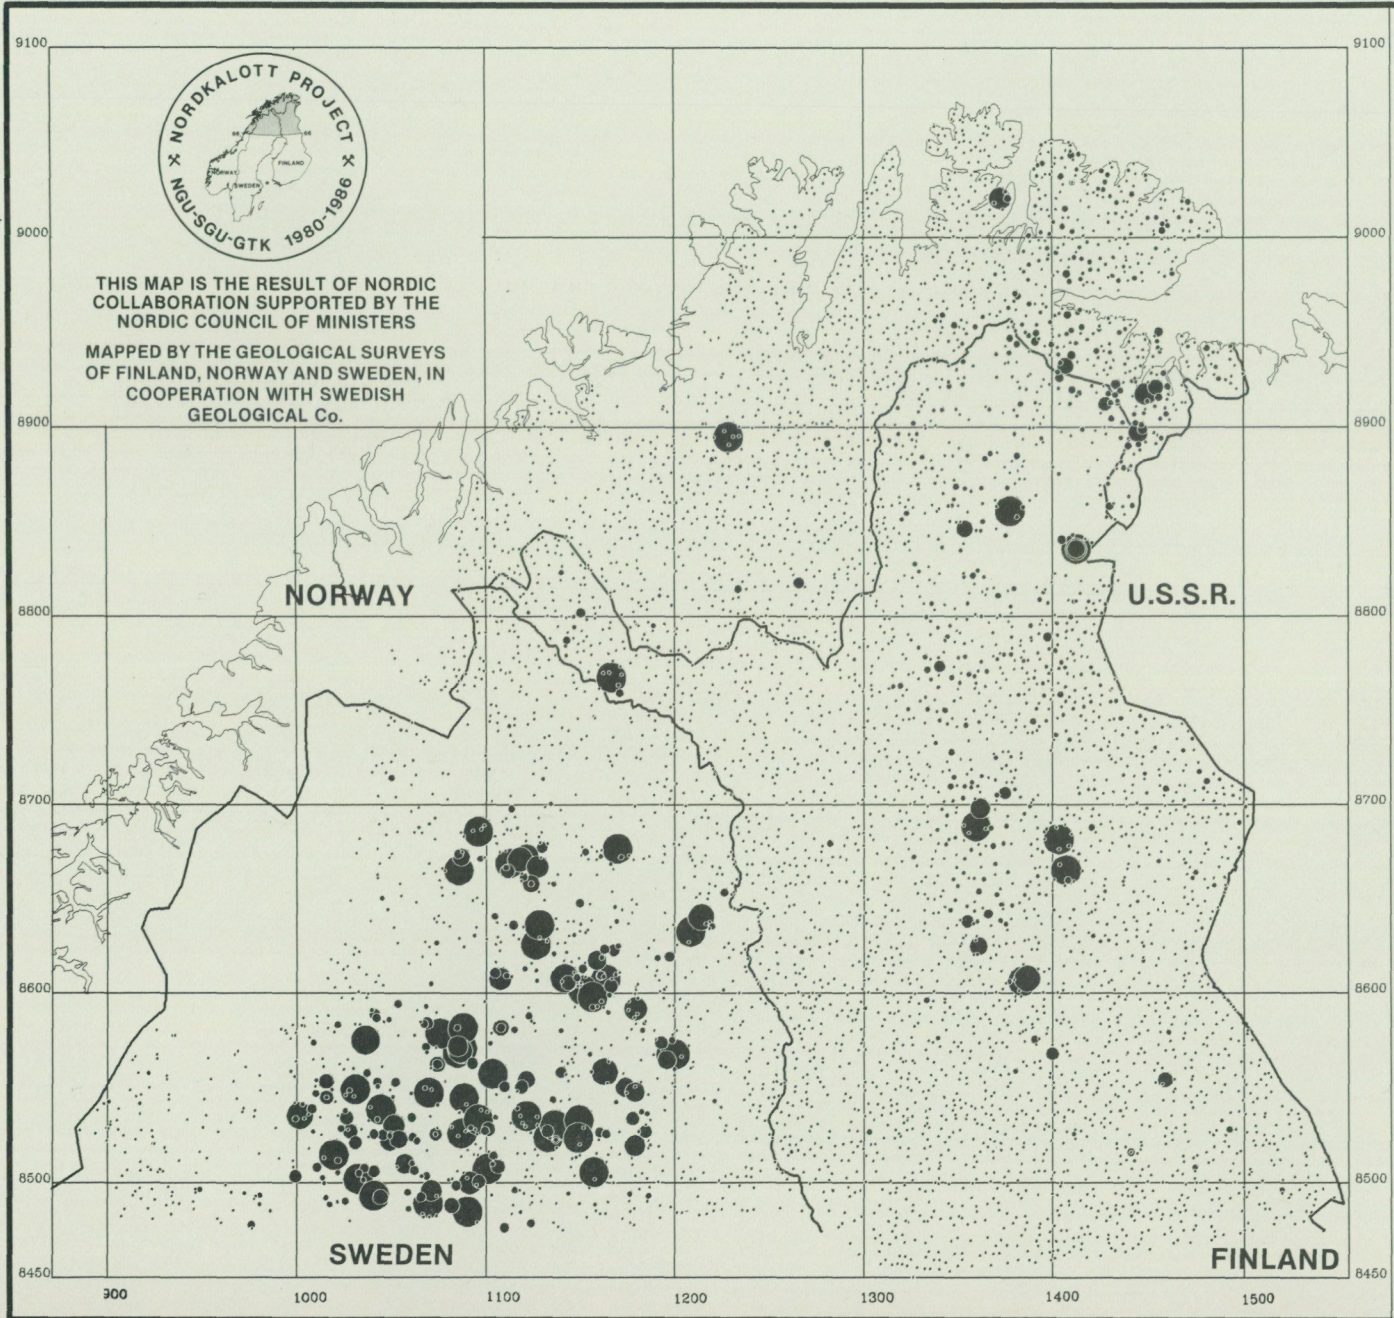 9100
9100
NORDKALOTT PROJECT
66
66
NORWAY
SWEDEN
FINLAND
NGU-SGU-GTK 1980-1986
9000
9000
THIS MAP IS THE RESULT OF NORDIC
COLLABORATION SUPPORTED BY THE
NORDIC COUNCIL OF MINISTERS
MAPPED BY THE GEOLOGICAL SURVEYS
OF FINLAND, NORWAY AND SWEDEN, IN
COOPERATION WITH SWEDISH
GEOLOGICAL Co.
8900
8900
NORWAY
U.S.S.R.
8800
8800
8700
8700
8600
8600
8500
8500
SWEDEN
FINLAND
8450
8450
900
1000
1100
1200
1300
1400
1500